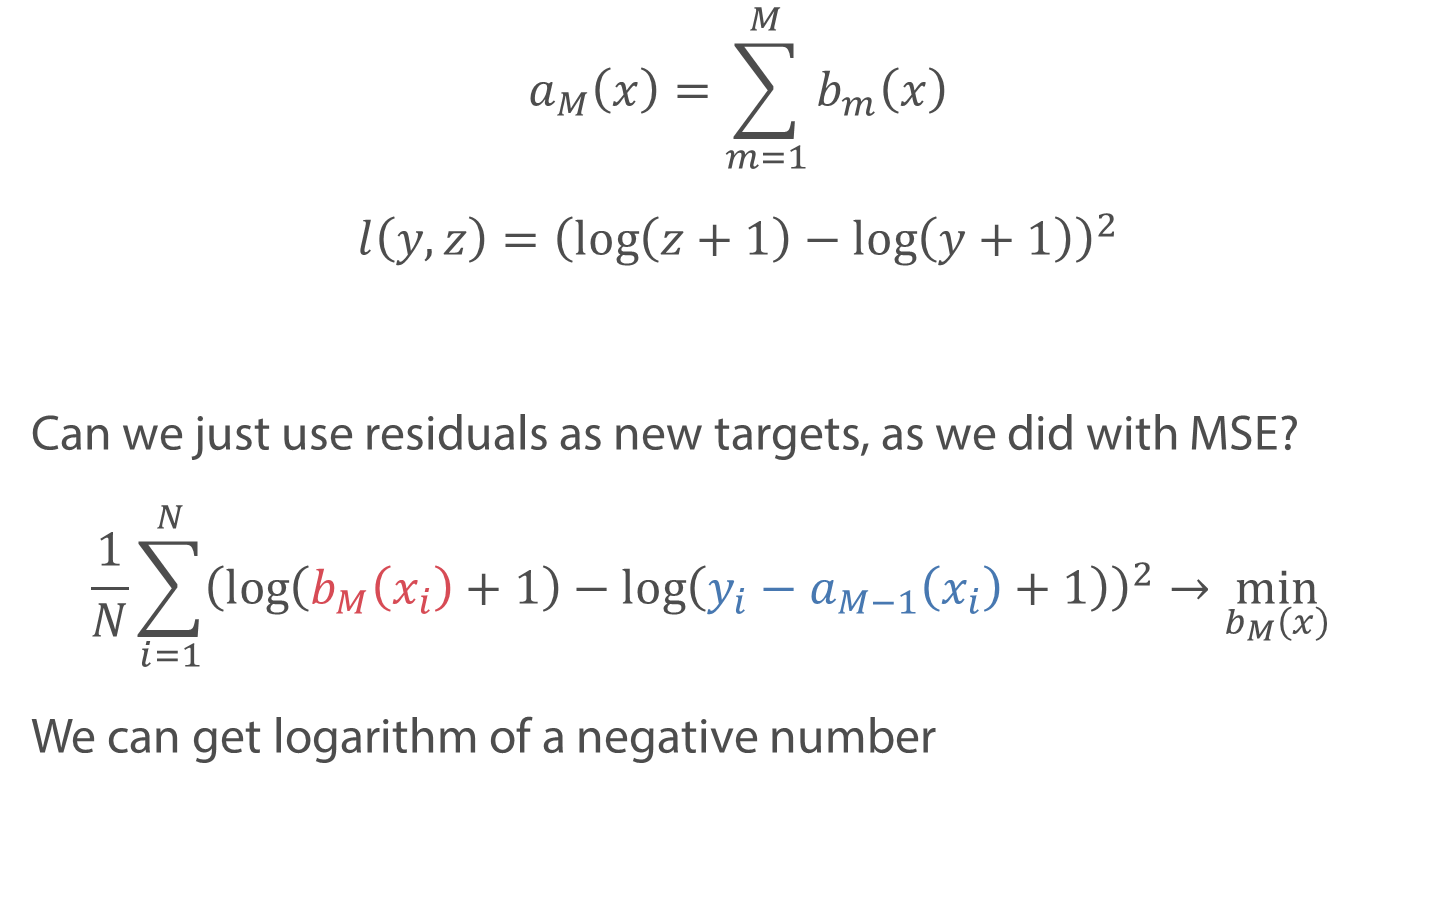 a_M(x) = \sum_{m=1}^{M} b_m(x)
l(y, z) = (log(z + 1) − log(y + 1))^2
Can we just use residuals as new targets, as we did with MSE?
\frac{1}{N} \sum_{i=1}^{N} (log(b_M(x_i) + 1) − log(y_i − a_{M−1}(x_i) + 1))^2 → \min_{b_M(x)}
We can get logarithm of a negative number